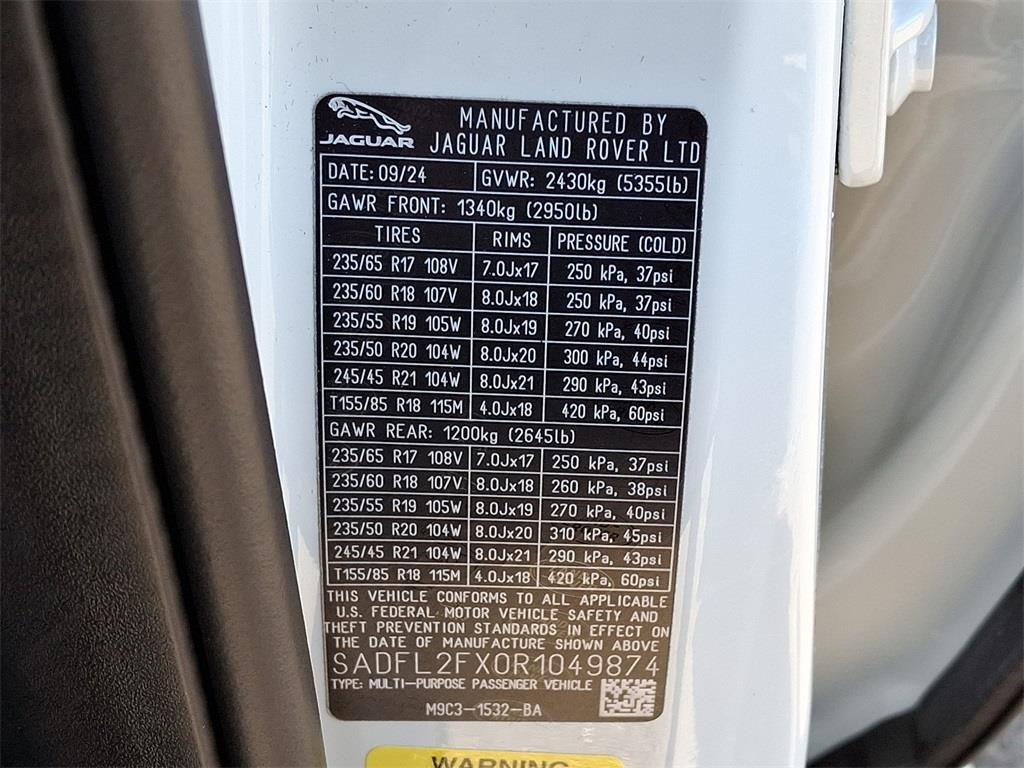 JAGUAR
MANUFACTURED BY
JAGUAR LAND ROVER LTD
DATE: 09/24 GVWR: 2430kg (5355lb)
GAWR FRONT: 1340kg (2950lb)
TIRES RIMS PRESSURE (COLD)
235/65 R17 108V 7.0Jx17 250 kPa, 37psi
235/60 R18 107V 8.0Jx18 250 kPa, 37psi
235/55 R19 105W 8.0Jx19 270 kPa, 40psi
235/50 R20 104W 8.0Jx20 300 kPa, 44psi
245/45 R21 104W 8.0Jx21 290 kPa, 43psi
T155/85 R18 115M 4.0Jx18 420 kPa, 60psi
GAWR REAR: 1200kg (2645lb)
235/65 R17 108V 7.0Jx17 250 kPa, 37psi
235/60 R18 107V 8.0Jx18 260 kPa, 38psi
235/55 R19 105W 8.0Jx19 270 kPa, 40psi
235/50 R20 104W 8.0Jx20 310 kPa, 45psi
245/45 R21 104W 8.0Jx21 290 kPa, 43psi
T155/85 R18 115M 4.0Jx18 420 kPa, 60psi
THIS VEHICLE CONFORMS TO ALL APPLICABLE
U.S. FEDERAL MOTOR VEHICLE SAFETY AND
THEFT PREVENTION STANDARDS IN EFFECT ON
THE DATE OF MANUFACTURE SHOWN ABOVE
SADFL2FX0R1049874
TYPE: MULTI-PURPOSE PASSENGER VEHICLE
M9C3-1532-BA
WARNING